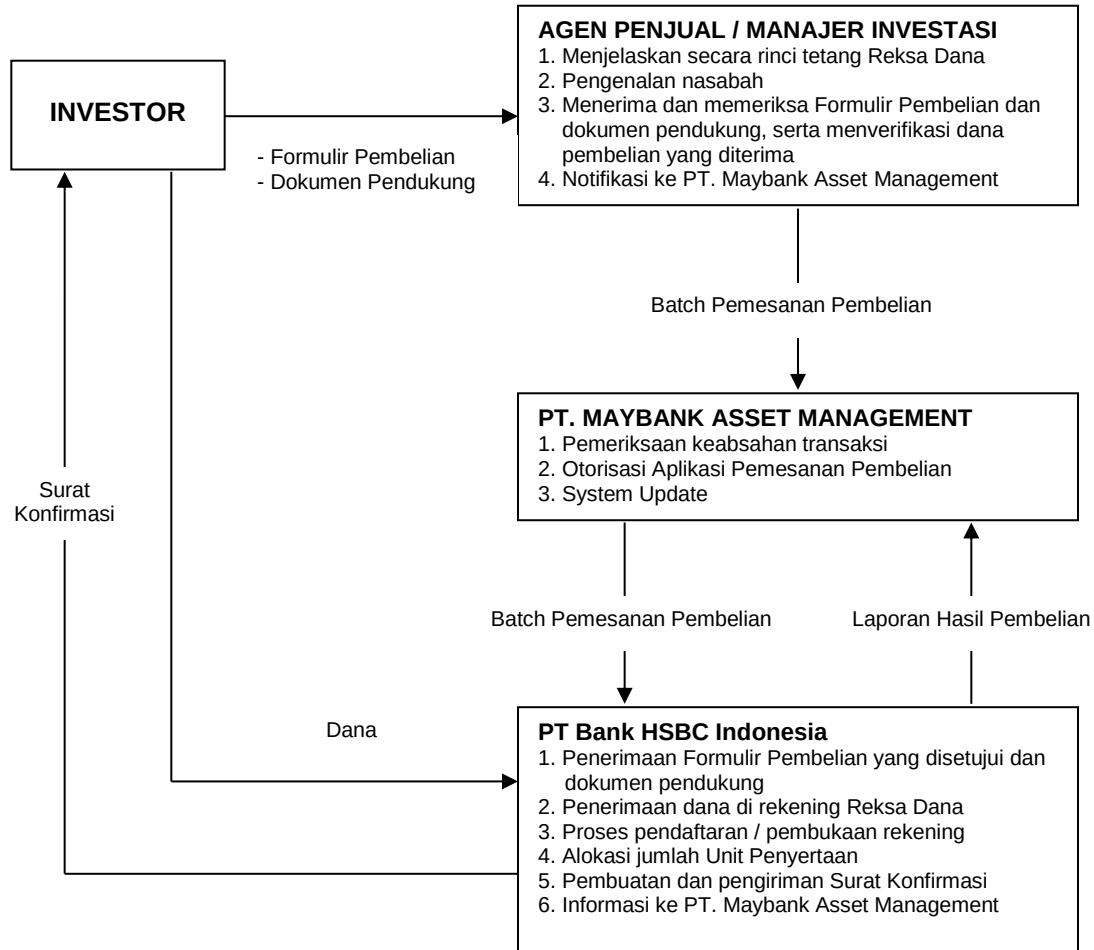 AGEN PENJUAL / MANAJER INVESTASI
1. Menjelaskan secara rinci tetang Reksa Dana
2. Pengenalan nasabah
3. Menerima dan memeriksa Formulir Pembelian dan
dokumen pendukung, serta menverifikasi dana
pembelian yang diterima
4. Notifikasi ke PT. Maybank Asset Management
INVESTOR
- Formulir Pembelian
- Dokumen Pendukung
Batch Pemesanan Pembelian
PT. MAYBANK ASSET MANAGEMENT
1. Pemeriksaan keabsahan transaksi
2. Otorisasi Aplikasi Pemesanan Pembelian
3. System Update
Surat
Konfirmasi
Batch Pemesanan Pembelian
Laporan Hasil Pembelian
Dana
PT Bank HSBC Indonesia
1. Penerimaan Formulir Pembelian yang disetujui dan
dokumen pendukung
2. Penerimaan dana di rekening Reksa Dana
3. Proses pendaftaran / pembukaan rekening
4. Alokasi jumlah Unit Penyertaan
5. Pembuatan dan pengiriman Surat Konfirmasi
6. Informasi ke PT. Maybank Asset Management